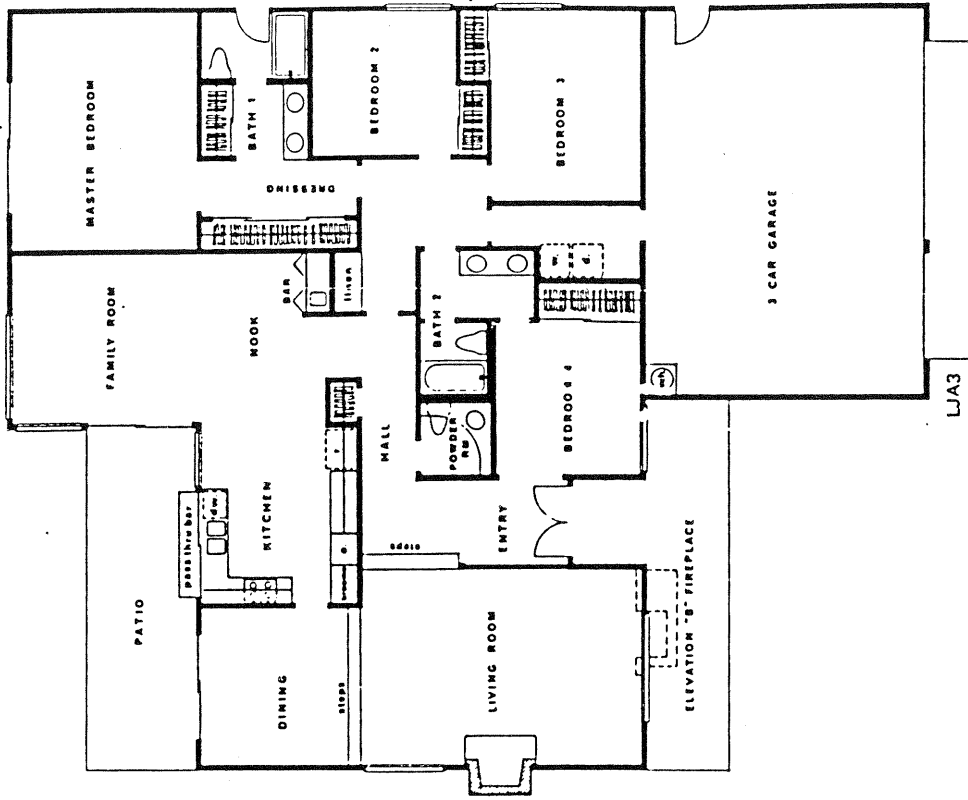 MASTER BEDROOM
BATH 1
BEDROOM 2
BEDROOM 3
DRESSING
3 CAR GARAGE
FAMILY ROOM
NOOK
BAR
linen
BATH 2
w.
d.
wh
BEDROO 4
HALL
POWDER
RM
r
KITCHEN
dw.
pass thru bar
o.
steps
ENTRY
PATIO
DINING
steps
LIVING ROOM
ELEVATION "B" FIREPLACE
LJA3